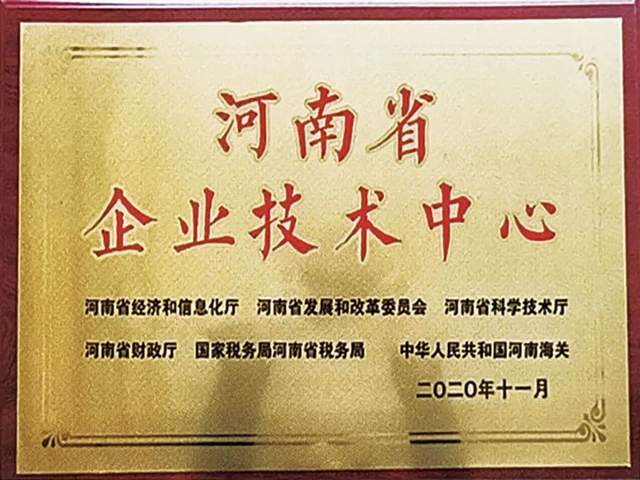 河南省
企业技术中心
河南省经济和信息化厅 河南省发展和改革委员会 河南省科学技术厅
河南省财政厅 国家税务局河南省税务局 中华人民共和国河南海关
二〇二〇年十一月